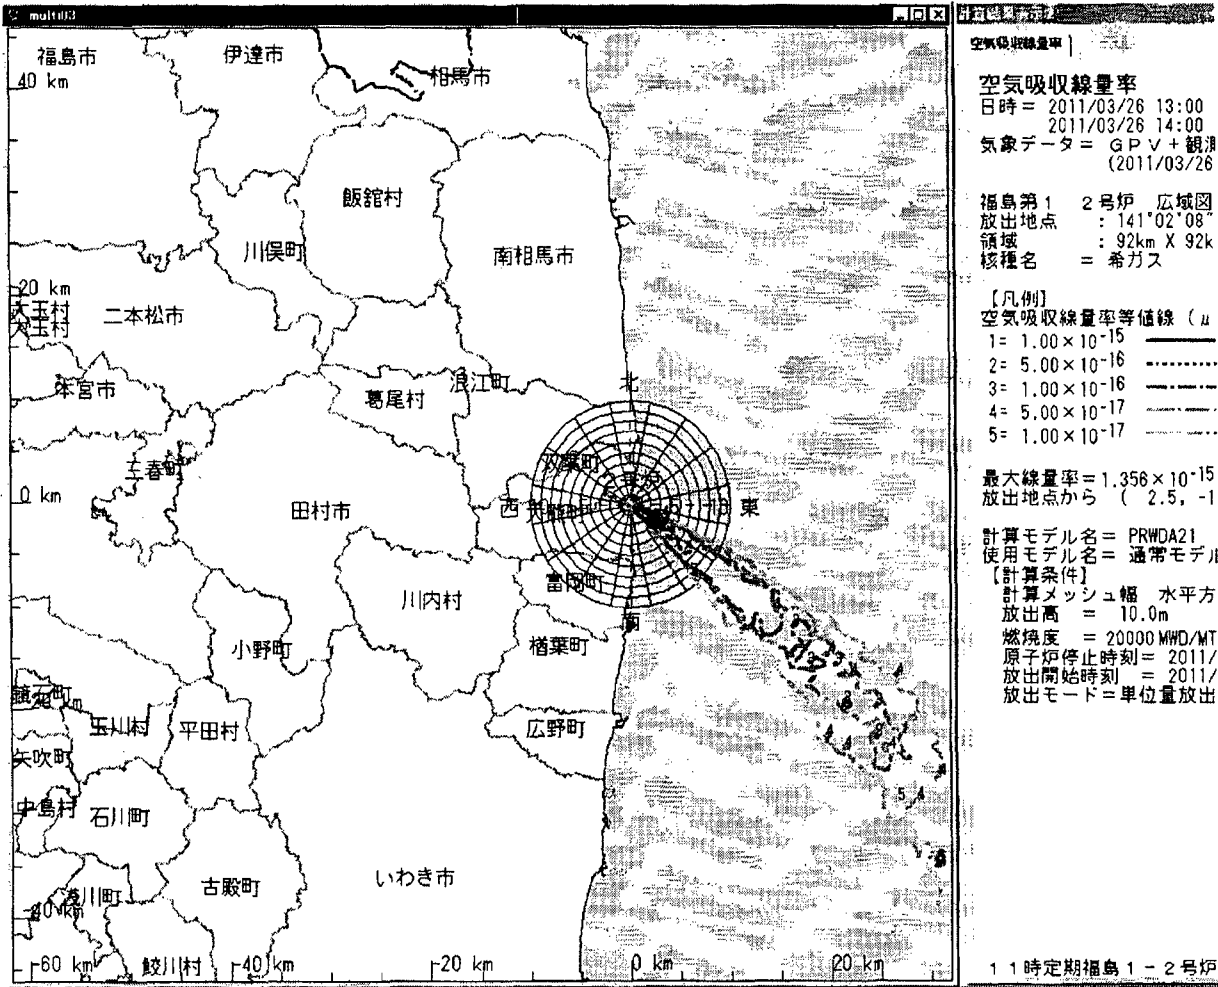 福島市
伊達市
相馬市
40 km
飯舘村
川俣町
南相馬市
20 km
大玉村
大玉村
二本松市
本宮市
浪江町
北
葛尾村
三春町
双葉町
0 km
田村市
西
東
川内村
富岡町
南
小野町
楢葉町
玉川村
平田村
広野町
矢吹町
中島村
石川町
5
4
いわき市
古殿町
浅川町
-40 km
-60 km
鮫川村
-40 km
-20 km
0 km
20 km
空気吸収線量率
空気吸収線量率
日時 = 2011/03/26 13:00
2011/03/26 14:00
気象データ = GPV+観測
(2011/03/26
福島第1 2号炉 広域図
放出地点 : 141°02'08"
領域 : 92km X 92k
核種名 = 希ガス
【凡例】
空気吸収線量率等値線 (μ
1= 1.00×10⁻¹⁵
2= 5.00×10⁻¹⁶
3= 1.00×10⁻¹⁶
4= 5.00×10⁻¹⁷
5= 1.00×10⁻¹⁷
最大線量率=1.356×10⁻¹⁵
放出地点から ( 2.5, -1
計算モデル名= PRWDA21
使用モデル名= 通常モデル
【計算条件】
計算メッシュ幅 水平方
放出高 = 10.0m
燃焼度 = 20000MWD/MT
原子炉停止時刻= 2011/
放出開始時刻 = 2011/
放出モード=単位量放出
11時定期福島1-2号炉